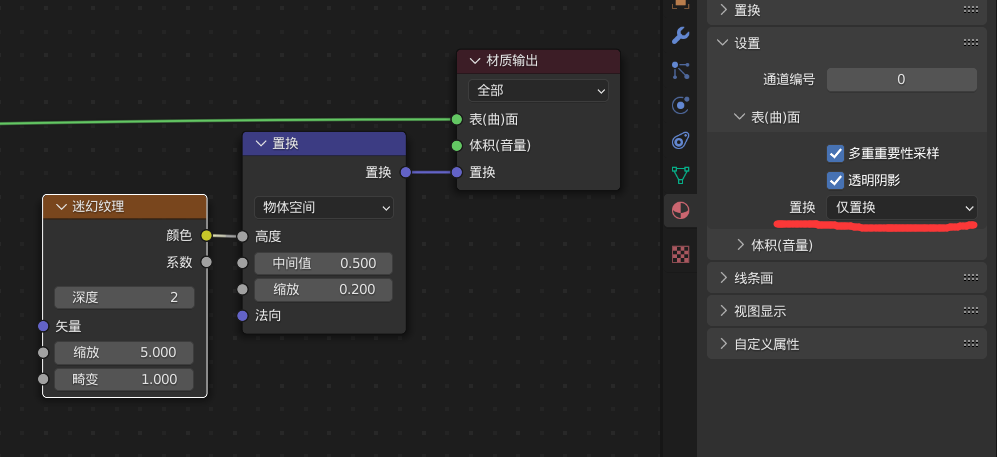 材质输出
全部
表(曲)面
体积(音量)
置换
置换
置换
物体空间
高度
中间值 0.500
缩放 0.200
法向
迷幻纹理
颜色
系数
深度 2
矢量
缩放 5.000
畸变 1.000
置换
设置
通道编号 0
表(曲)面
多重重要性采样
透明阴影
置换 仅置换
体积(音量)
线条画
视图显示
自定义属性